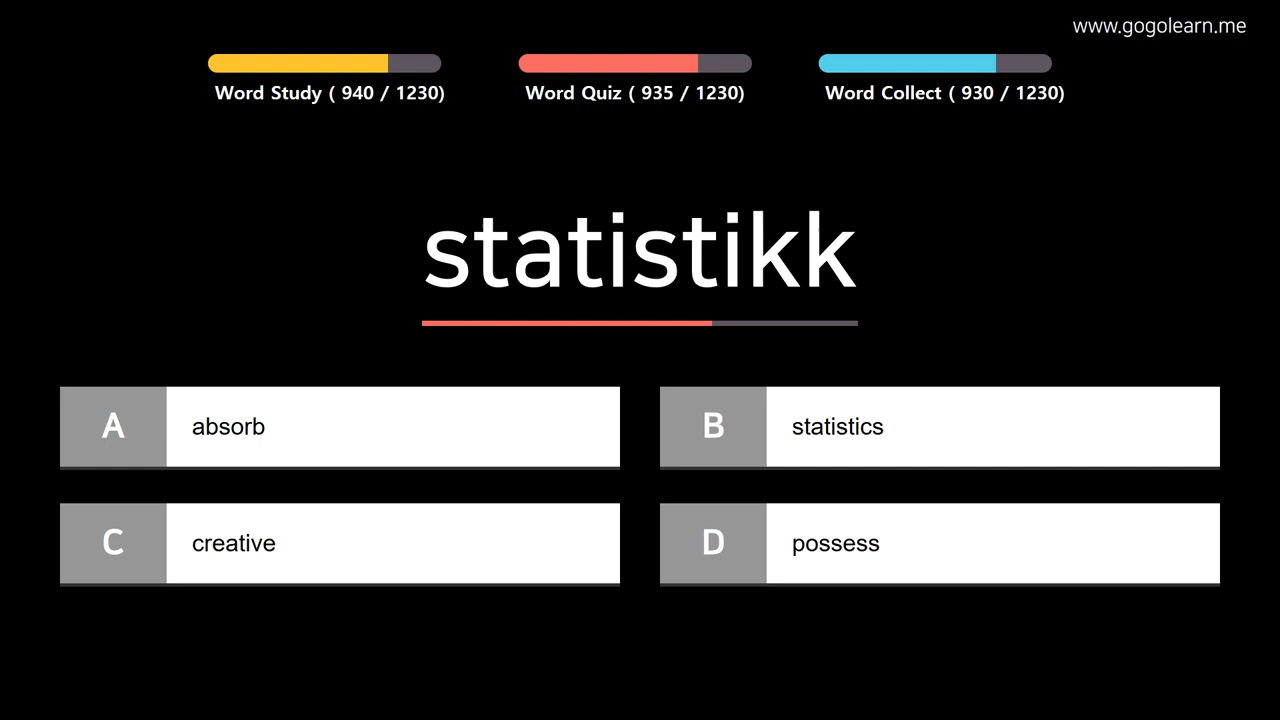 www.gogolearn.me
Word Study ( 940 / 1230)
Word Quiz ( 935 / 1230)
Word Collect ( 930 / 1230)
statistikk
A absorb
B statistics
C creative
D possess